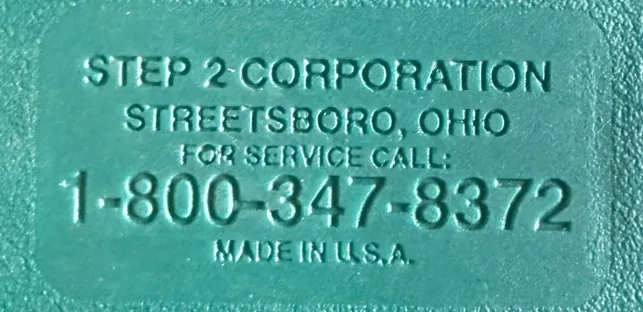 STEP 2 CORPORATION
STREETSBORO, OHIO
FOR SERVICE CALL:
1-800-347-8372
MADE IN U.S.A.